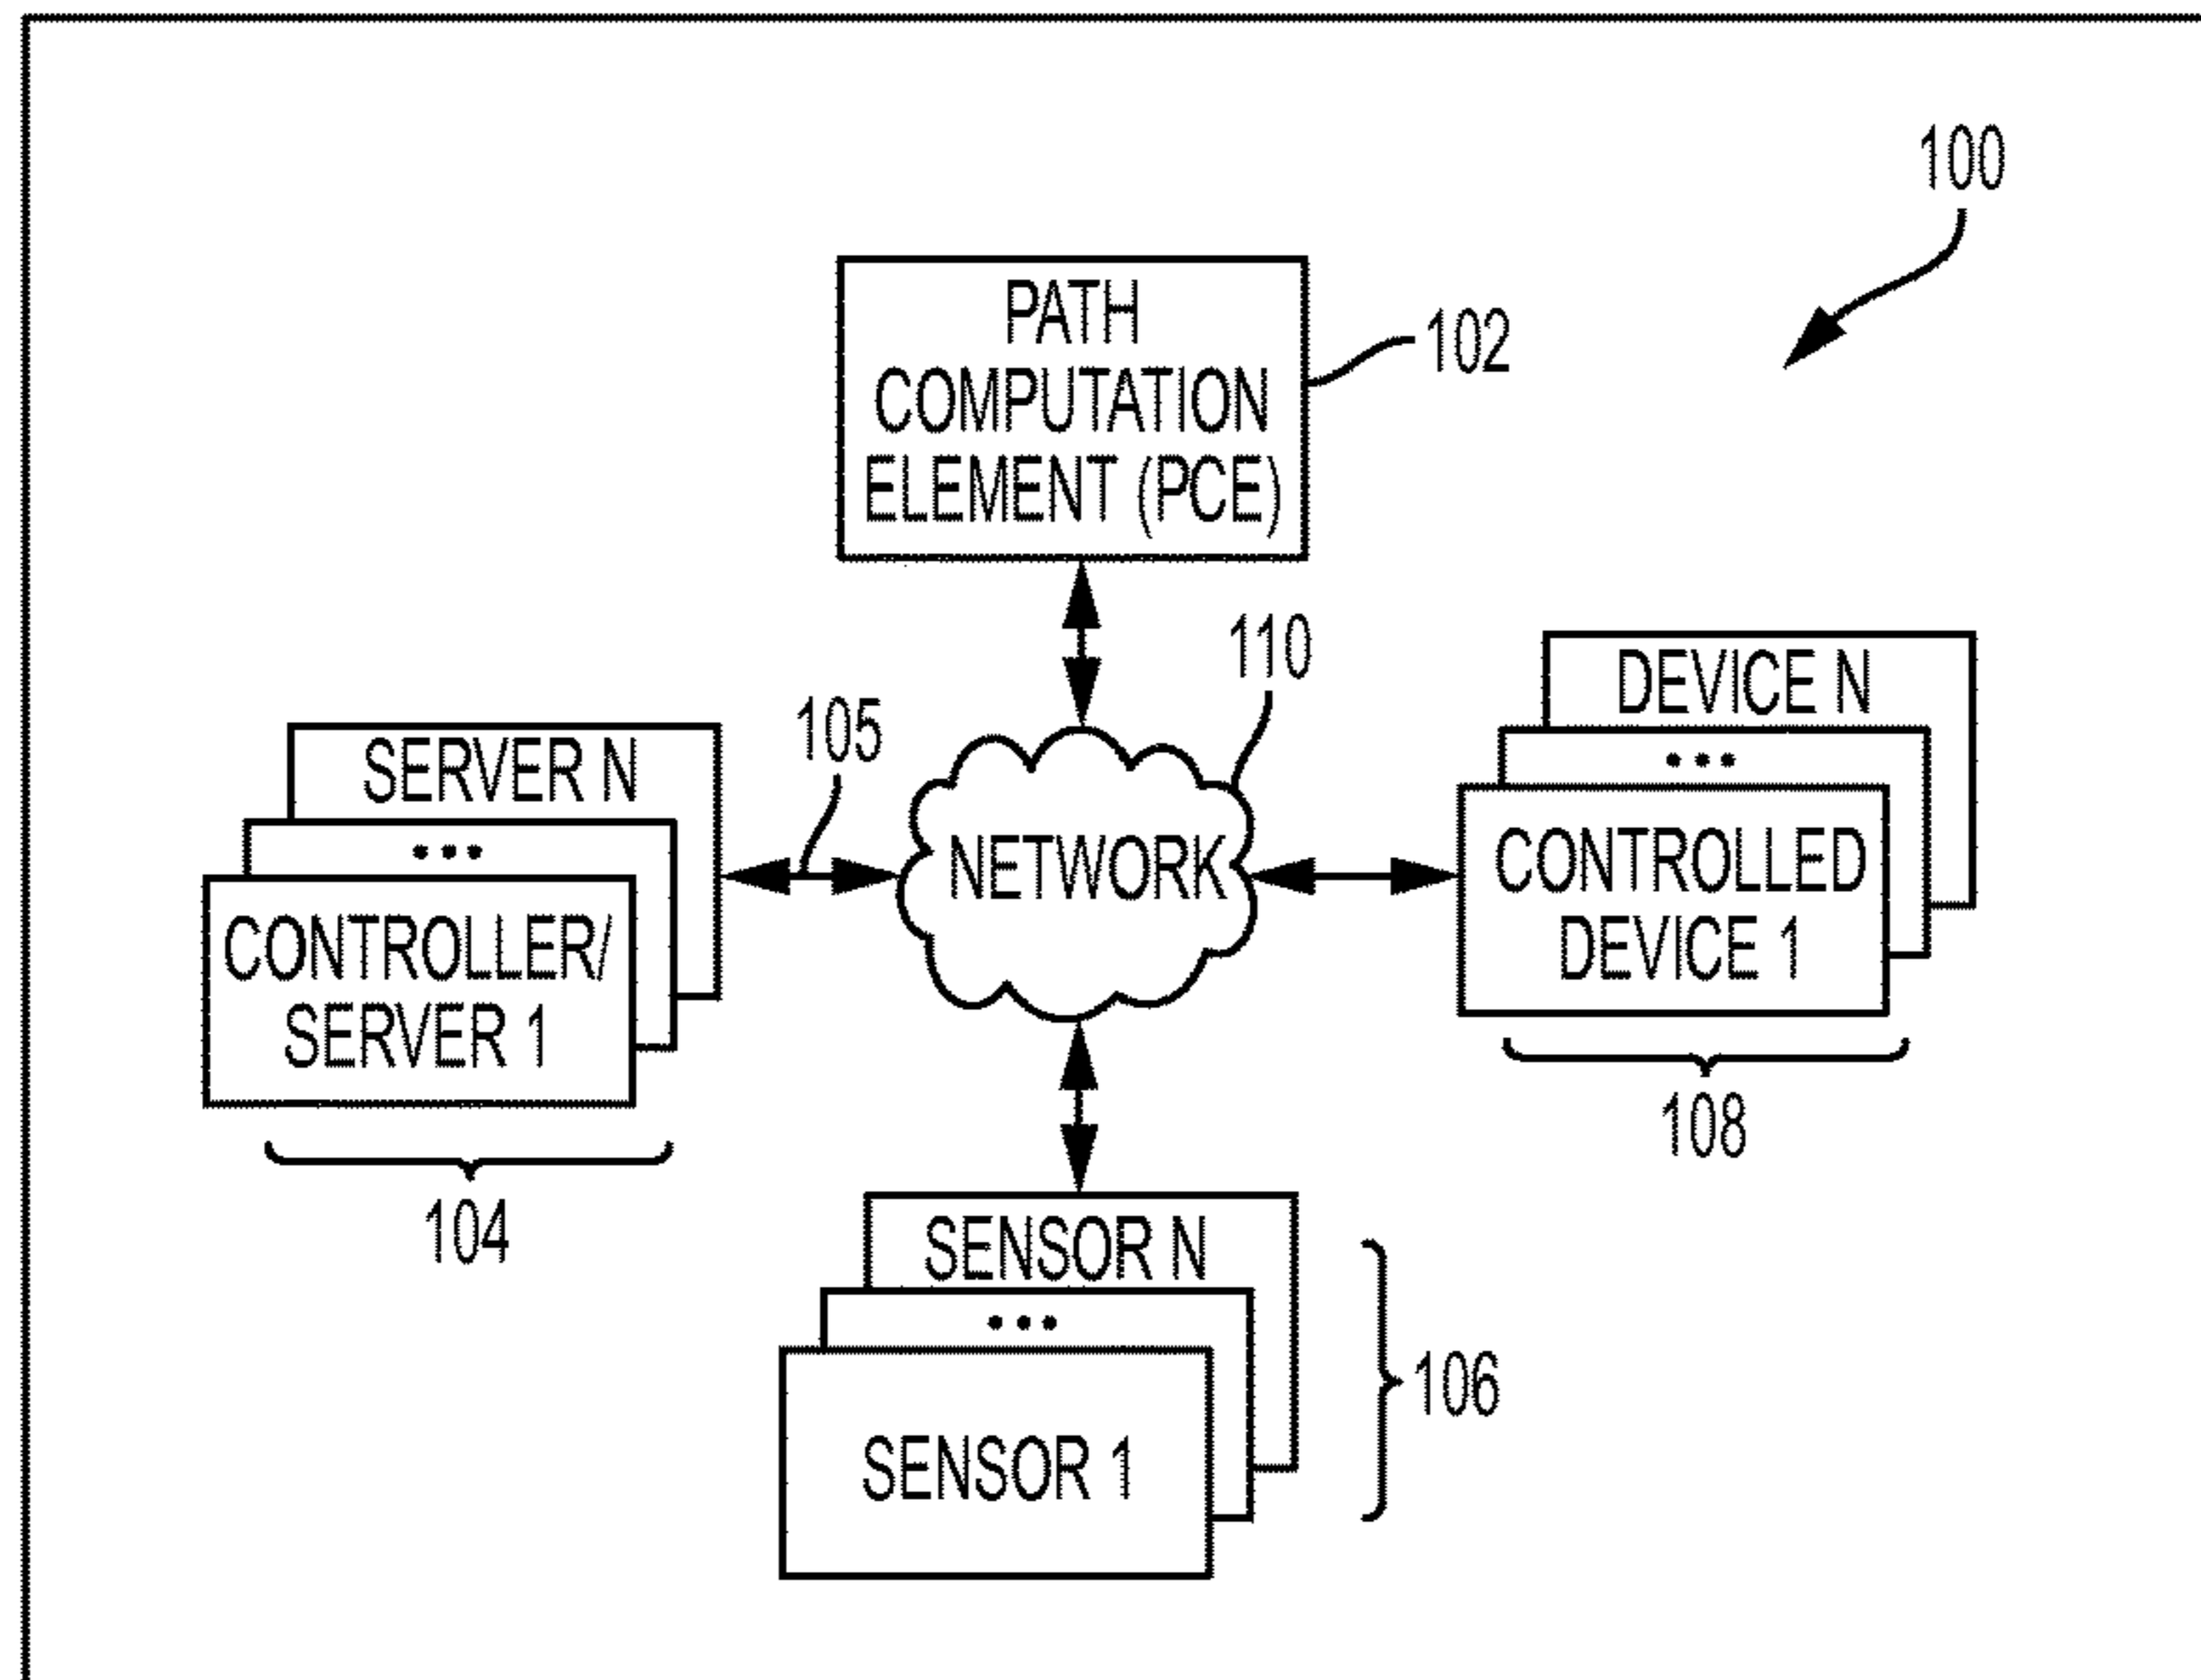 100
PATH
COMPUTATION
ELEMENT (PCE)
102
110
DEVICE N
...
CONTROLLED
DEVICE 1
108
105
SERVER N
...
CONTROLLER/
SERVER 1
104
NETWORK
SENSOR N
...
SENSOR 1
106